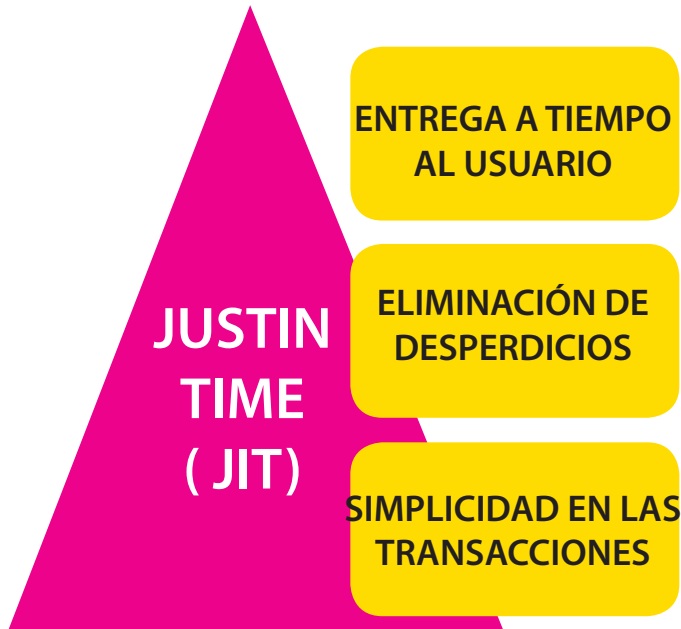 ENTREGA A TIEMPO
AL USUARIO
ELIMINACIÓN DE
DESPERDICIOS
JUSTIN
TIME
( JIT)
SIMPLICIDAD EN LAS
TRANSACCIONES